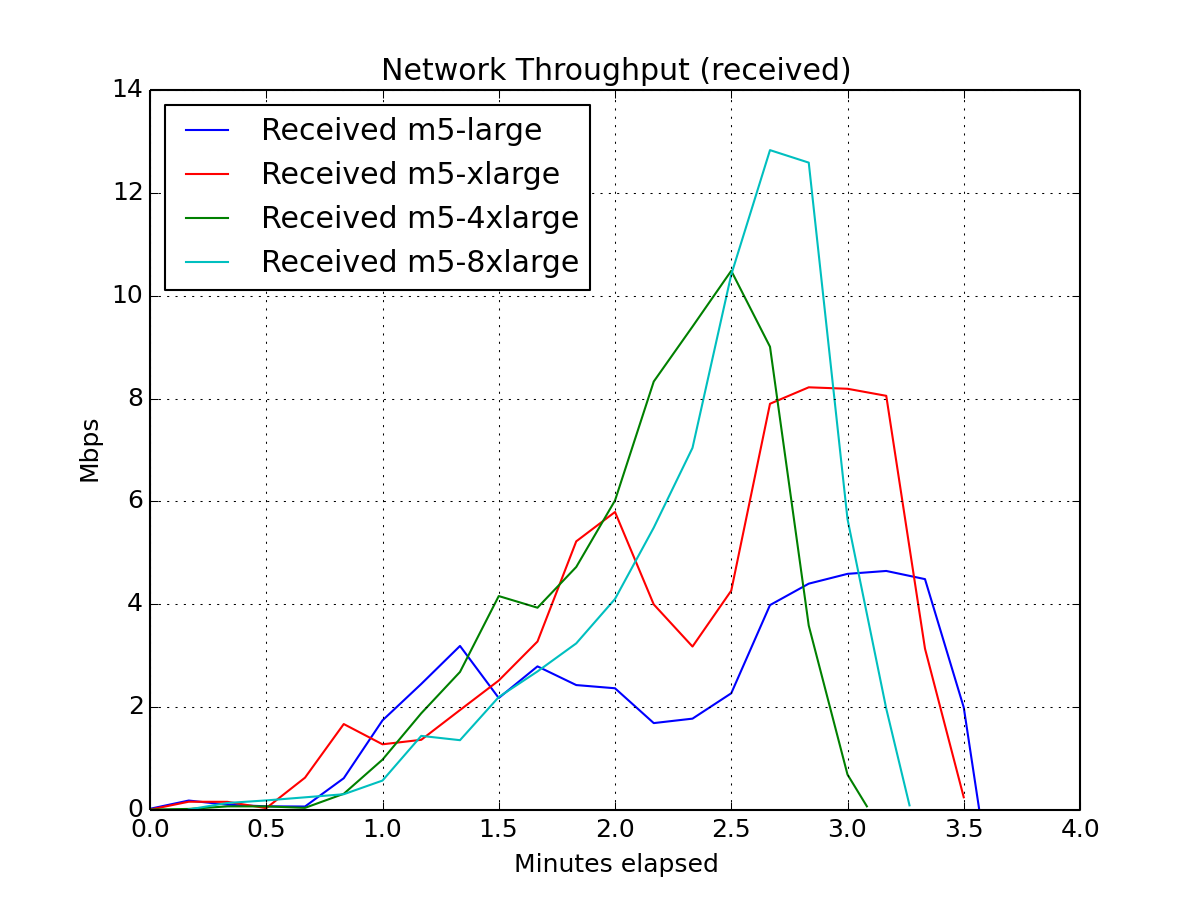 Network Throughput (received)
14
12
10
8
6
4
2
0
Received m5-large
Received m5-xlarge
Received m5-4xlarge
Received m5-8xlarge
Mbps
0.0 0.5 1.0 1.5 2.0 2.5 3.0 3.5 4.0
Minutes elapsed